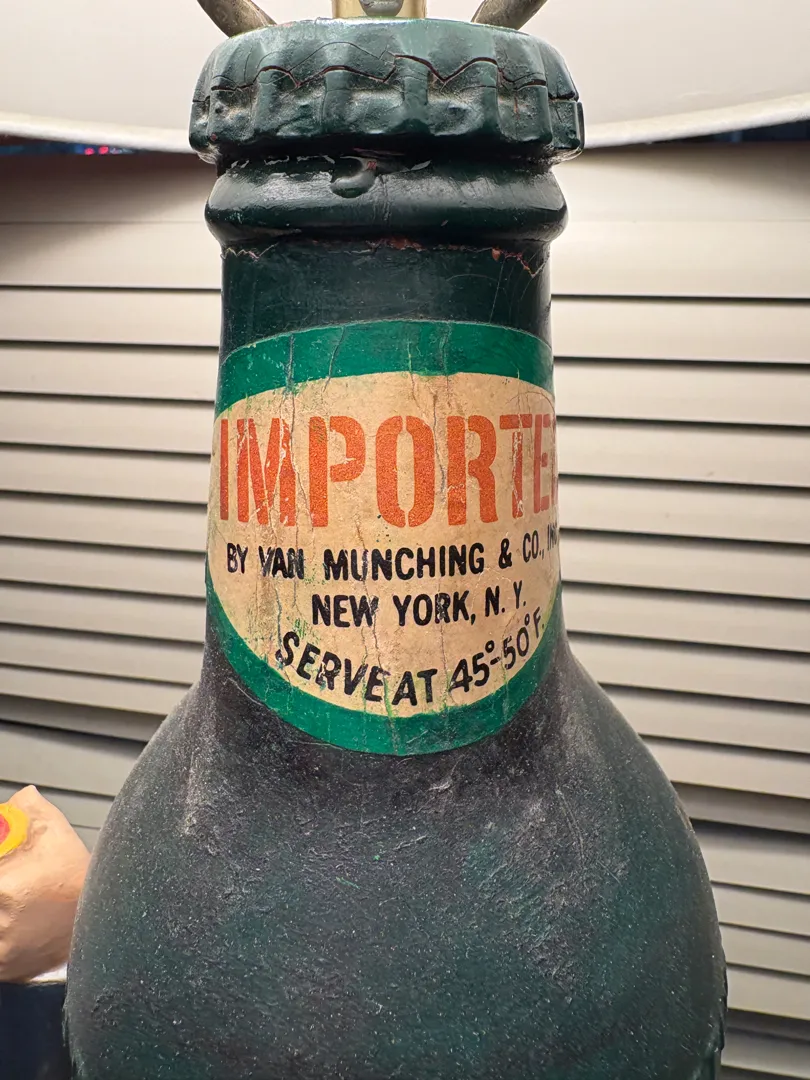 IMPORTE
BY VAN MUNCHING & CO., IN
NEW YORK, N. Y.
SERVE AT 45°-50°F.